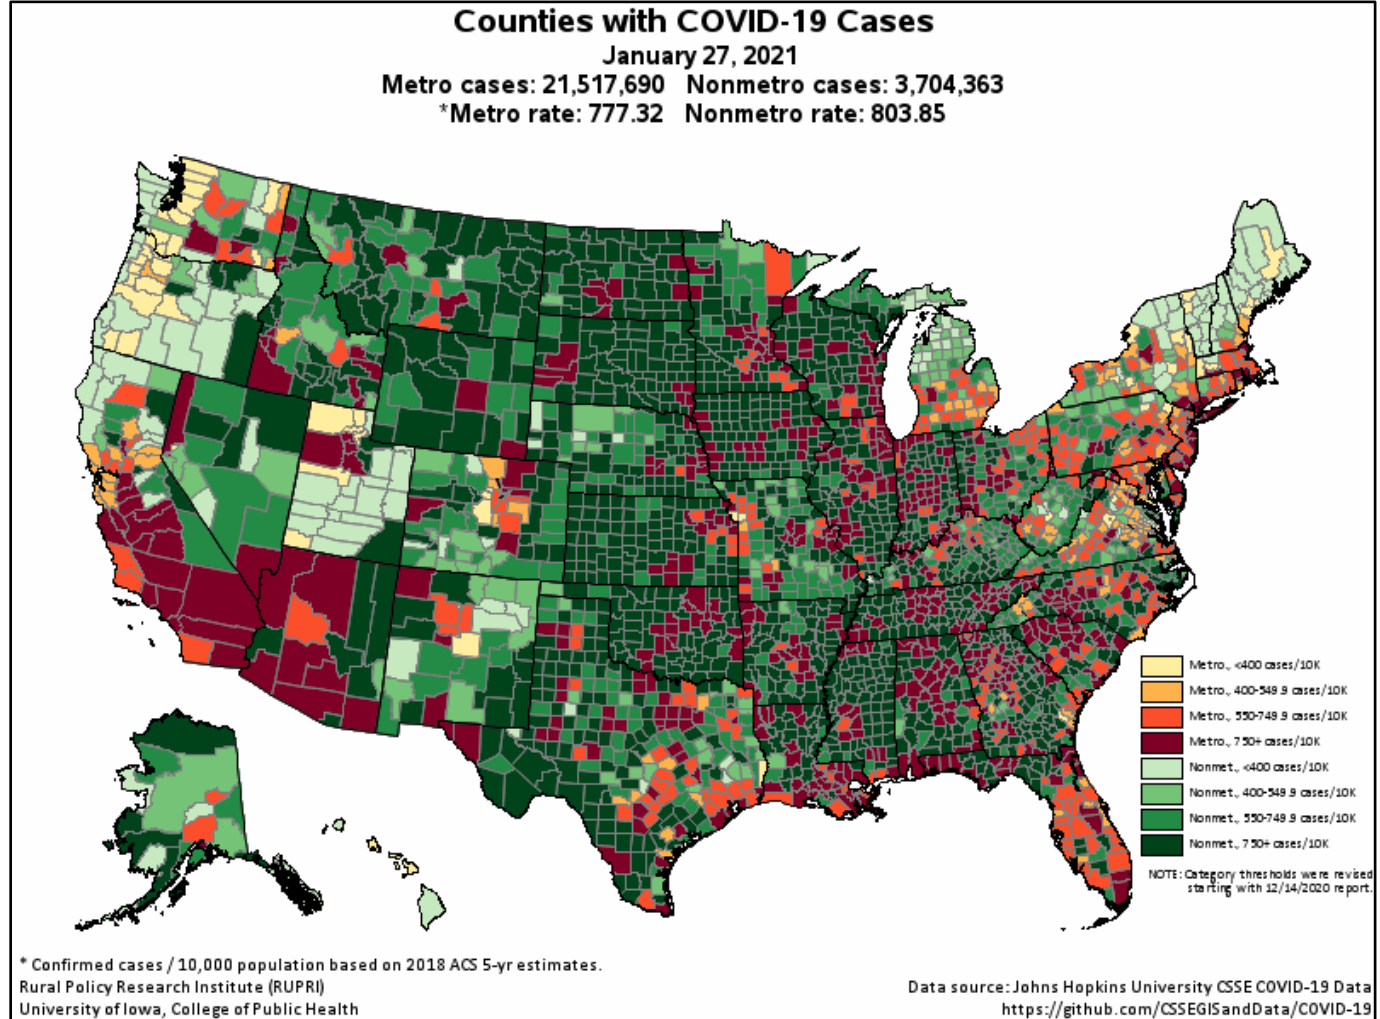 Counties with COVID-19 Cases
January 27, 2021
Metro cases: 21,517,690 Nonmetro cases: 3,704,363
*Metro rate: 777.32 Nonmetro rate: 803.85
Metro., <400 cases/10K
Metro., 400-549.9 cases/10K
Metro., 550-749.9 cases/10K
Metro., 750+ cases/10K
Nonmet., <400 cases/10K
Nonmet., 400-549.9 cases/10K
Nonmet., 550-749.9 cases/10K
Nonmet., 750+ cases/10K
NOTE: Category thresholds were revised
starting with 12/14/2020 report.
* Confirmed cases / 10,000 population based on 2018 ACS 5-yr estimates.
Rural Policy Research Institute (RUPRI)
University of Iowa, College of Public Health
Data source: Johns Hopkins University CSSE COVID-19 Data
https://github.com/CSSEGISandData/COVID-19